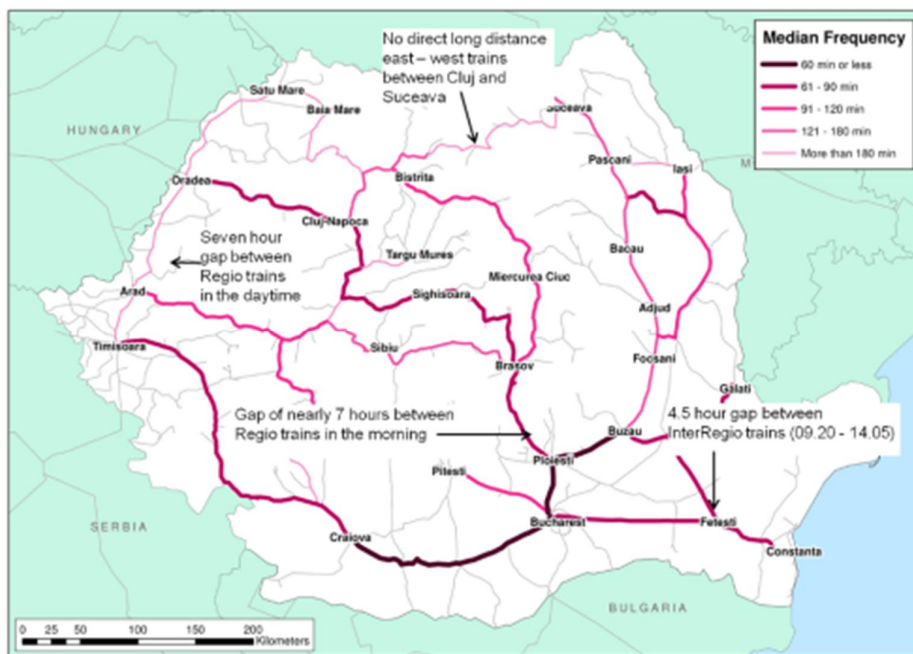 No direct long distance
east – west trains
between Cluj and
Suceava
Median Frequency
60 min or less
61 - 90 min
91 - 120 min
121 - 180 min
More than 180 min
Satu Mare
Baia Mare
Suceava
HUNGARY
Pascani
Iasi
M
Oradea
Bistrita
Cluj-Napoca
Seven hour
gap between
Regio trains
in the daytime
Targu Mures
Bacau
Miercurea Ciuc
Arad
Sighisoara
Adjud
Timisoara
Sibiu
Focsani
Brasov
Galati
Gap of nearly 7 hours between
Regio trains in the morning
4.5 hour gap between
InterRegio trains (09.20 - 14.05)
Buzau
Ploiesti
Pitesti
SERBIA
Bucharest
Fetesti
Craiova
Constanta
BULGARIA
0 25 50 100 150 200
Kilometers